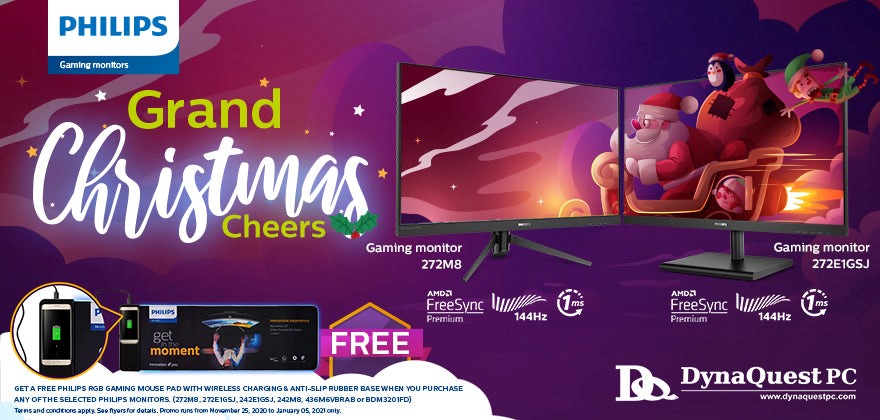 PHILIPS
Gaming monitors
Grand
Christmas
Cheers
Gaming monitor
272M8
Gaming monitor
272E1GSJ
AMD
FreeSync
Premium
144Hz
1ms
AMD
FreeSync
Premium
144Hz
1ms
PHILIPS
get
in the
moment
immersive experience
innovation & you
FREE
GET A FREE PHILIPS RGB GAMING MOUSE PAD WITH WIRELESS CHARGING & ANTI-SLIP RUBBER BASE WHEN YOU PURCHASE
ANY OF THE SELECTED PHILIPS MONITORS. (272M8, 272E1GSJ, 242E1GSJ, 242M8, 436M6VBRAB or BDM3201FD)
Terms and conditions apply. See flyers for details. Promo runs from November 25, 2020 to January 05, 2021 only.
DynaQuest PC
www.dynaquestpc.com